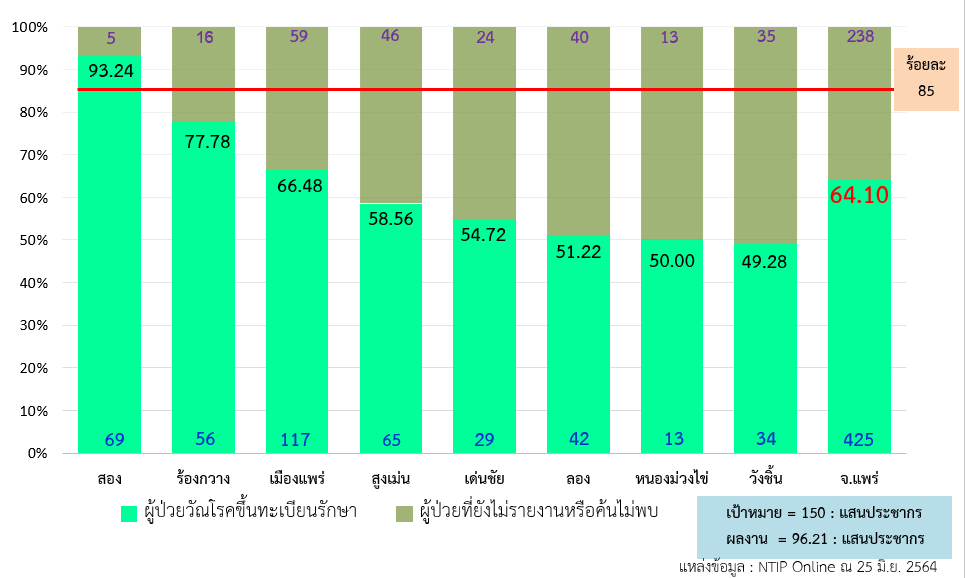 100%
5 16 59 46 24 40 13 35 238
ร้อยละ
85
90%
93.24
80%
77.78
70%
66.48
64.10
60%
58.56
54.72
51.22
50%
50.00
49.28
40%
30%
20%
10%
69 56 117 65 29 42 13 34 425
0%
สอง ร้องกวาง เมืองแพร่ สูงเม่น เด่นชัย ลอง หนองม่วงไข่ วังชิ้น จ.แพร่
ผู้ป่วยวัณโรคขึ้นทะเบียนรักษา ผู้ป่วยที่ยังไม่รายงานหรือค้นไม่พบ
เป้าหมาย = 150 : แสนประชากร
ผลงาน = 96.21 : แสนประชากร
แหล่งข้อมูล : NTIP Online ณ 25 มิ.ย. 2564